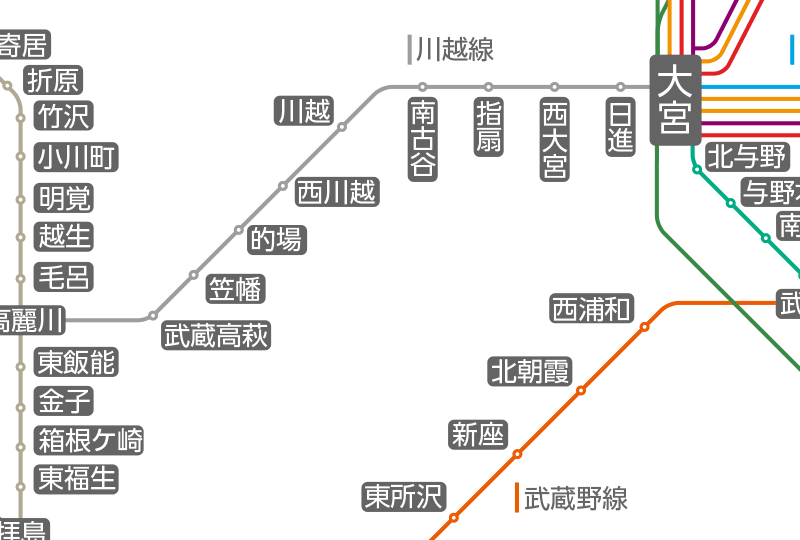 寄居
折原
竹沢
小川町
明覚
越生
毛呂
高麗川
東飯能
金子
箱根ケ崎
東福生
拝島
川越線
川越
南古谷
指扇
西大宮
日進
大宮
西川越
的場
笠幡
武蔵高萩
北与野
与野
南
武
西浦和
北朝霞
新座
東所沢
武蔵野線